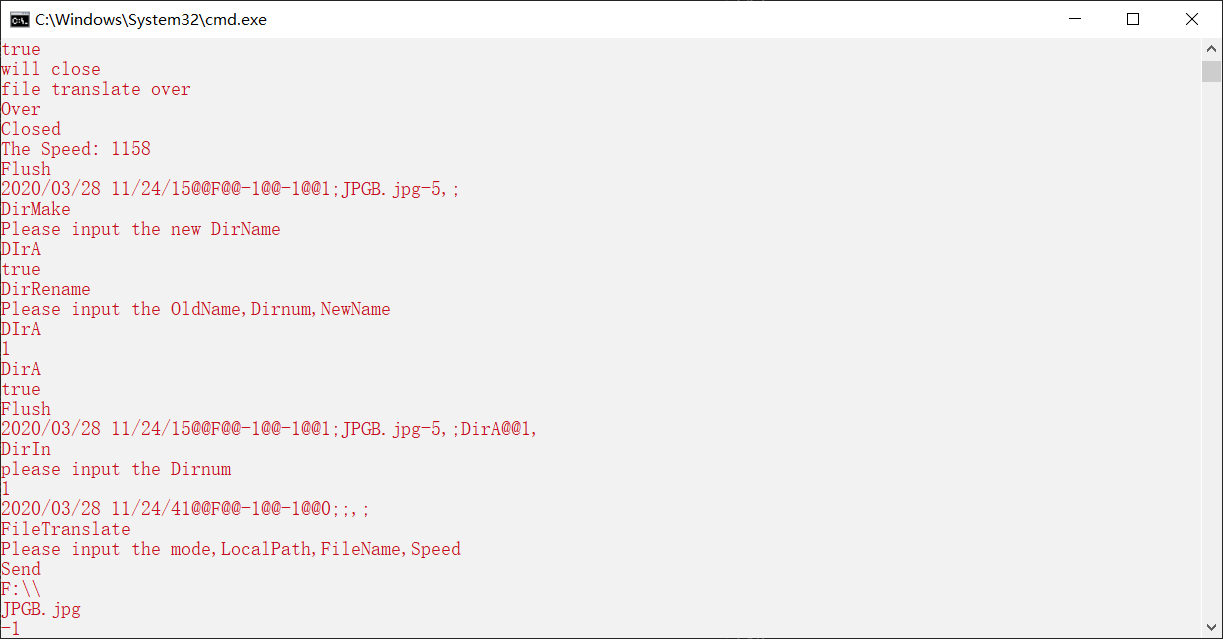 C:\Windows\System32\cmd.exe
true
will close
file translate over
Over
Closed
The Speed: 1158
Flush
2020/03/28 11/24/15@@F@@-1@@-1@@1;JPGB.jpg-5,;
DirMake
Please input the new DirName
DIrA
true
DirRename
Please input the OldName,Dirnum,NewName
DIrA
1
DirA
true
Flush
2020/03/28 11/24/15@@F@@-1@@-1@@1;JPGB.jpg-5,;DirA@@1,
DirIn
please input the Dirnum
1
2020/03/28 11/24/41@@F@@-1@@-1@@0;;,;
FileTranslate
Please input the mode,LocalPath,FileName,Speed
Send
F:\\
JPGB.jpg
-1